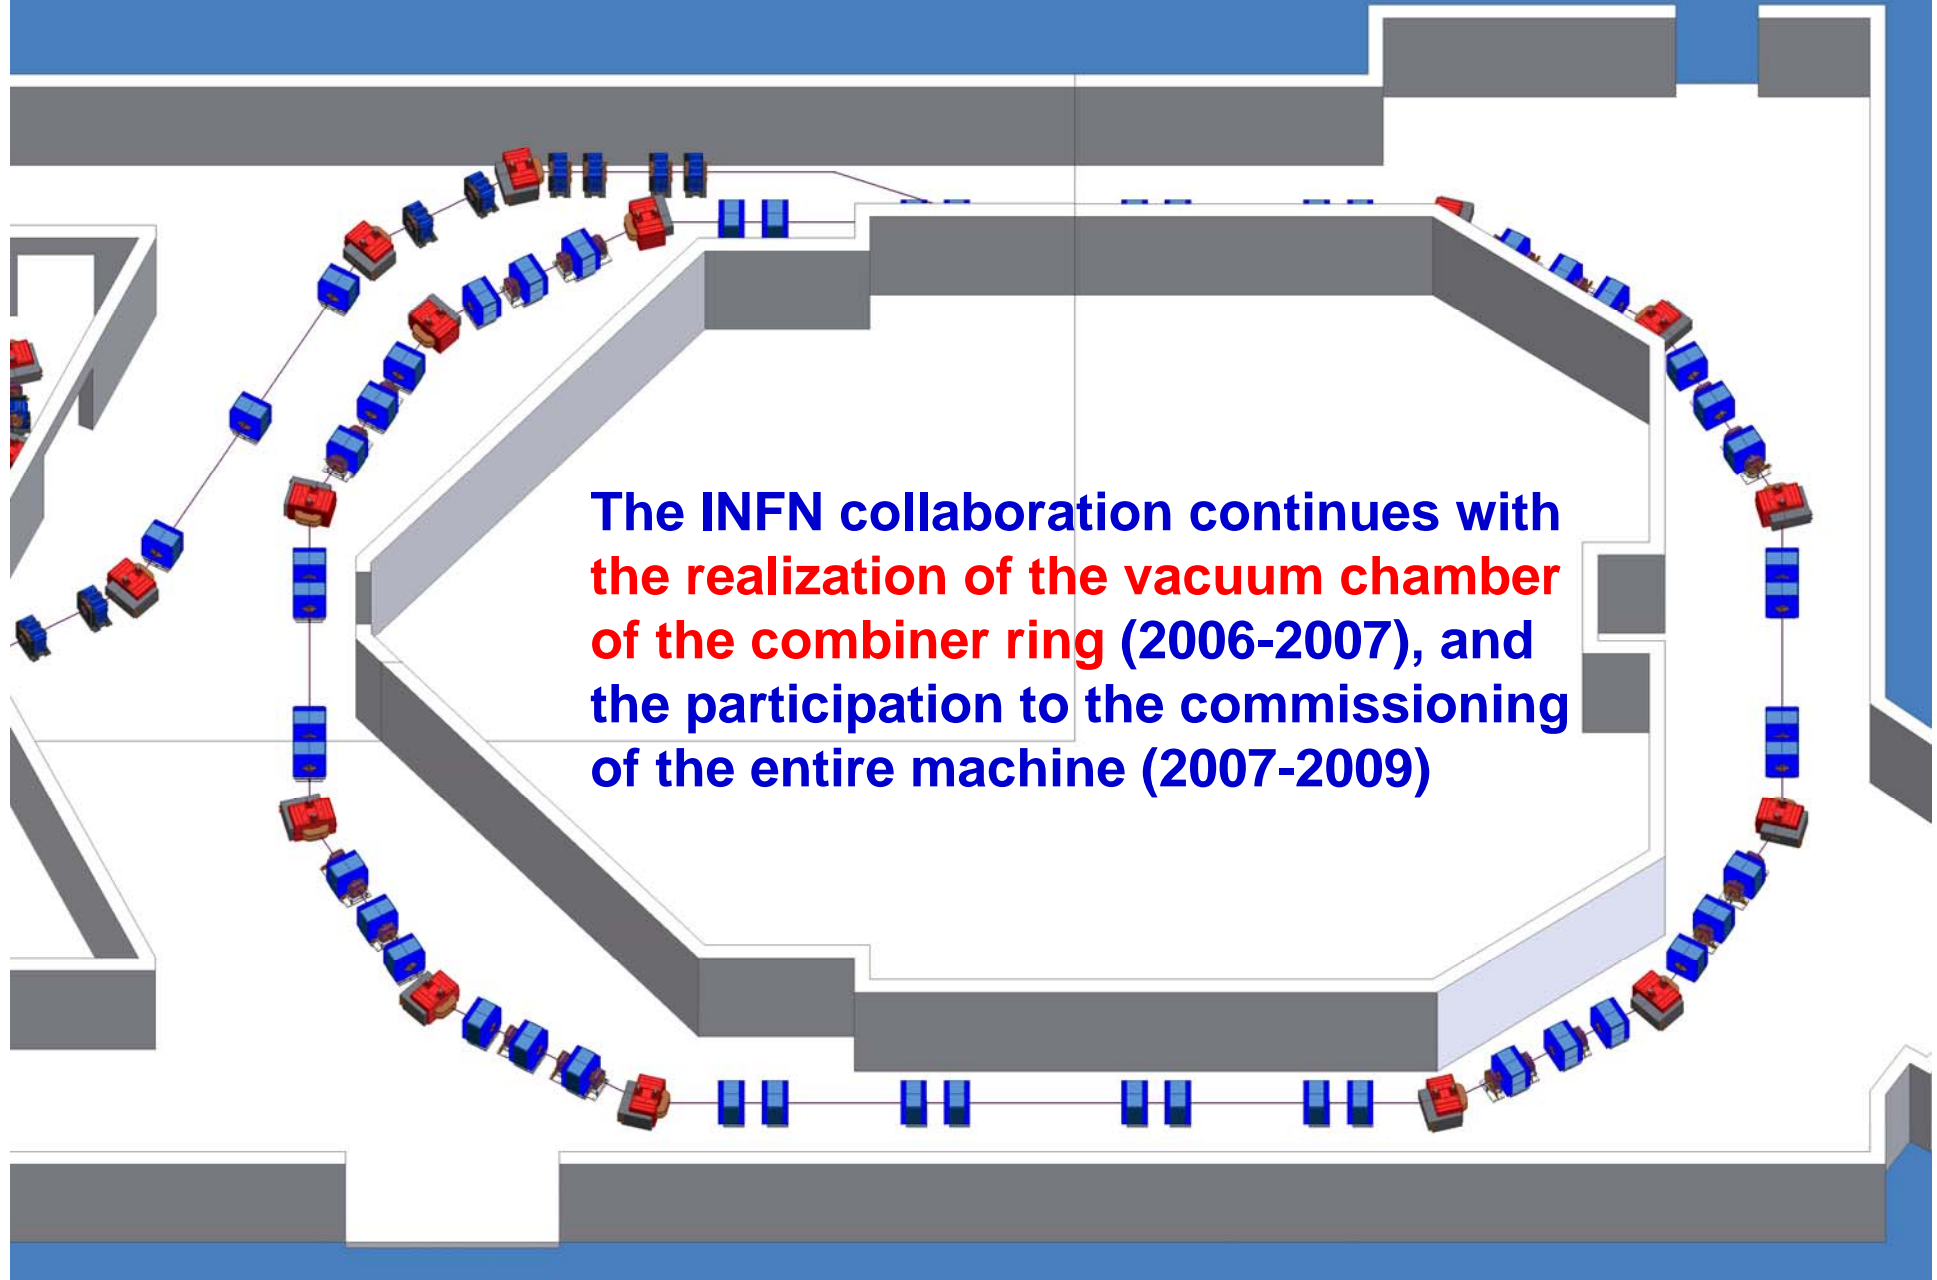 The INFN collaboration continues with
the realization of the vacuum chamber
of the combiner ring (2006-2007), and
the participation to the commissioning
of the entire machine (2007-2009)